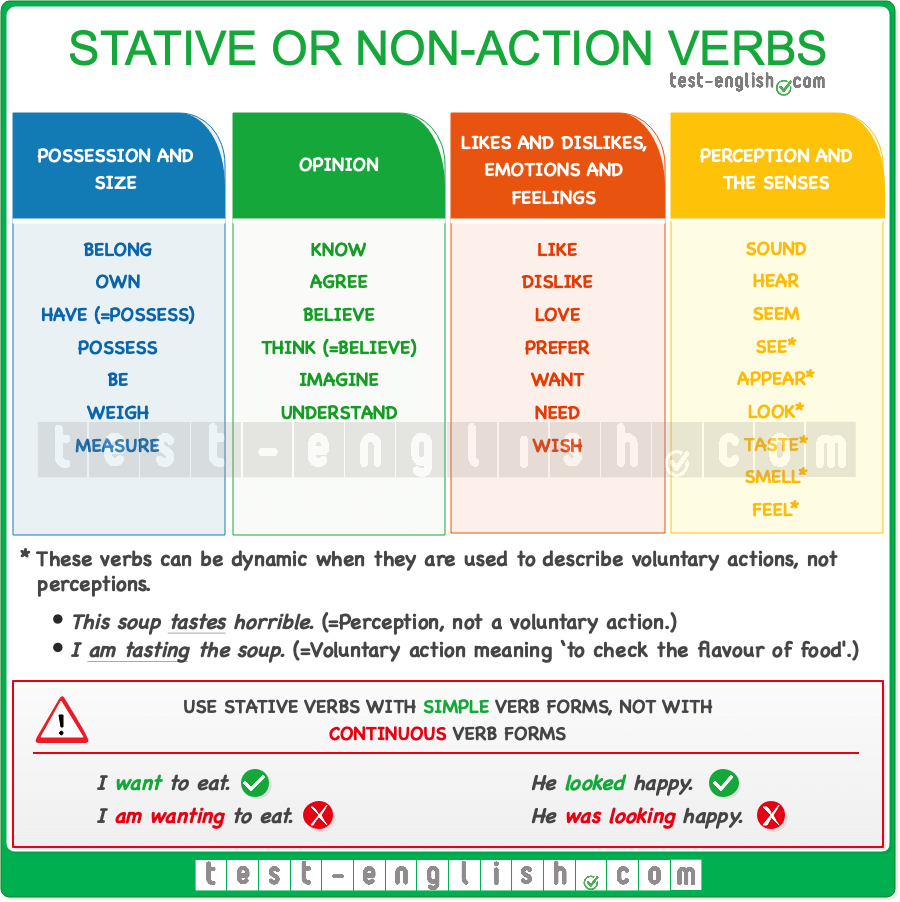 STATIVE OR NON-ACTION VERBS
test-english.com
POSSESSION AND
SIZE
BELONG
OWN
HAVE (=POSSESS)
POSSESS
BE
WEIGH
MEASURE
OPINION
KNOW
AGREE
BELIEVE
THINK (=BELIEVE)
IMAGINE
UNDERSTAND
LIKES AND DISLIKES,
EMOTIONS AND
FEELINGS
LIKE
DISLIKE
LOVE
PREFER
WANT
NEED
WISH
PERCEPTION AND
THE SENSES
SOUND
HEAR
SEEM
SEE*
APPEAR*
LOOK*
TASTE*
SMELL*
FEEL*
test-english.com
* These verbs can be dynamic when they are used to describe voluntary actions, not
perceptions.
• This soup tastes horrible. (=Perception, not a voluntary action.)
• I am tasting the soup. (=Voluntary action meaning ‘to check the flavour of food'.)
!
USE STATIVE VERBS WITH SIMPLE VERB FORMS, NOT WITH
CONTINUOUS VERB FORMS
I want to eat.
I am wanting to eat.
He looked happy.
He was looking happy.
test-english.com